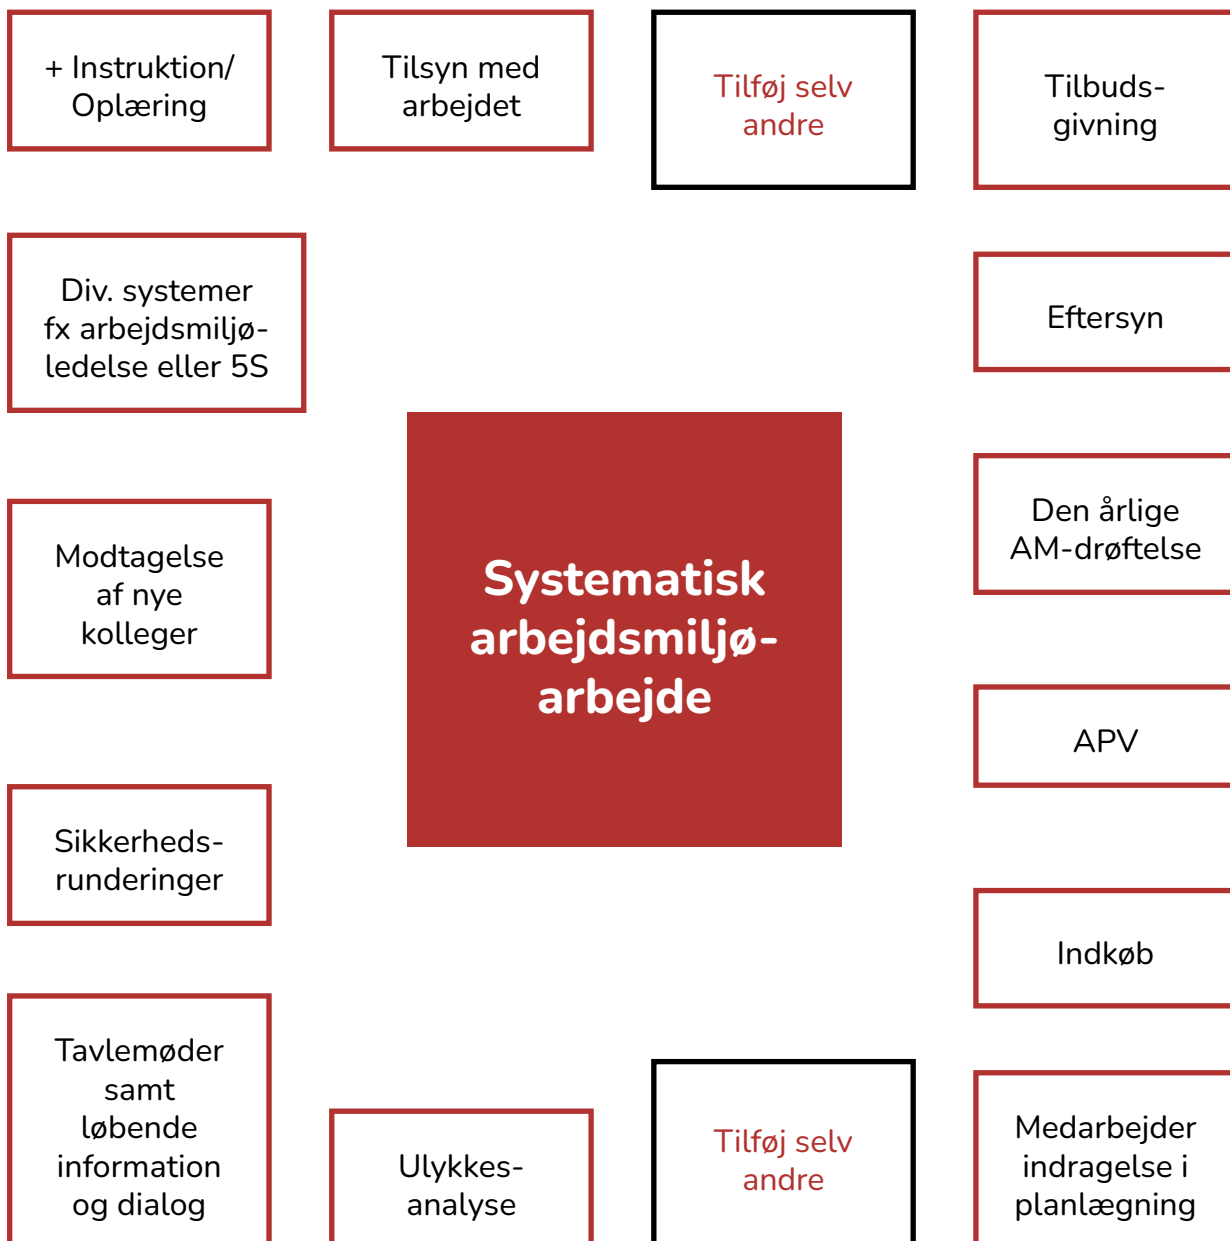 + Instruktion/
Oplæring
Tilsyn med
arbejdet
Tilføj selv
andre
Tilbuds-
givning
Div. systemer
fx arbejdsmiljø-
ledelse eller 5S
Eftersyn
Modtagelse
af nye
kolleger
Systematisk
arbejdsmiljø-
arbejde
Den årlige
AM-drøftelse
APV
Sikkerheds-
runderinger
Indkøb
Tavlemøder
samt
løbende
information
og dialog
Ulykkes-
analyse
Tilføj selv
andre
Medarbejder
indragelse i
planlægning